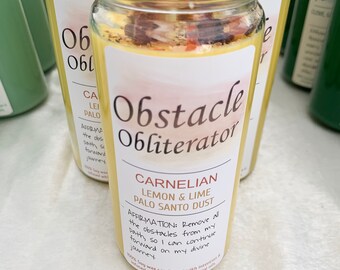 Obstacle
Obliterator
CARNELIAN
LEMON & LIME
PALO SANTO DUST
AFFIRMATION: Remove all
the obstacles from my
path, so I can continue
forward on my divine
journey